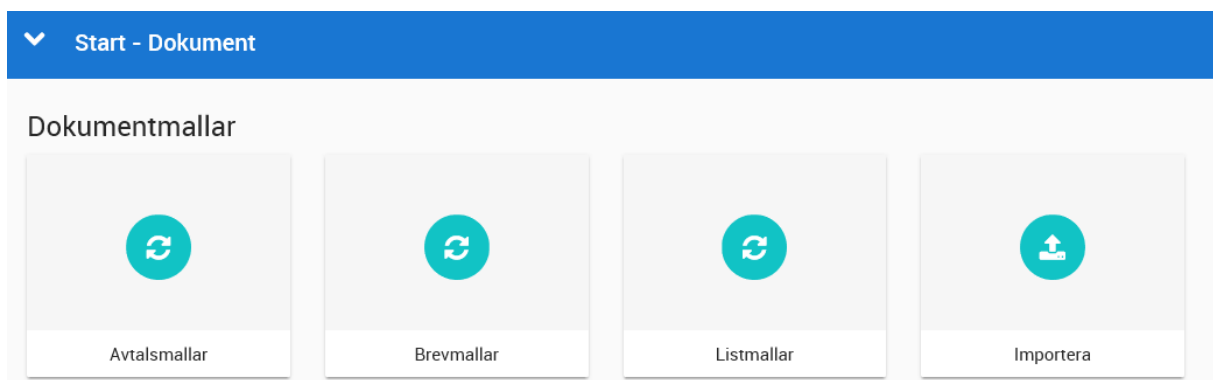 Start - Dokument
Dokumentmallar
Avtalsmallar
Brevmallar
Listmallar
Importera